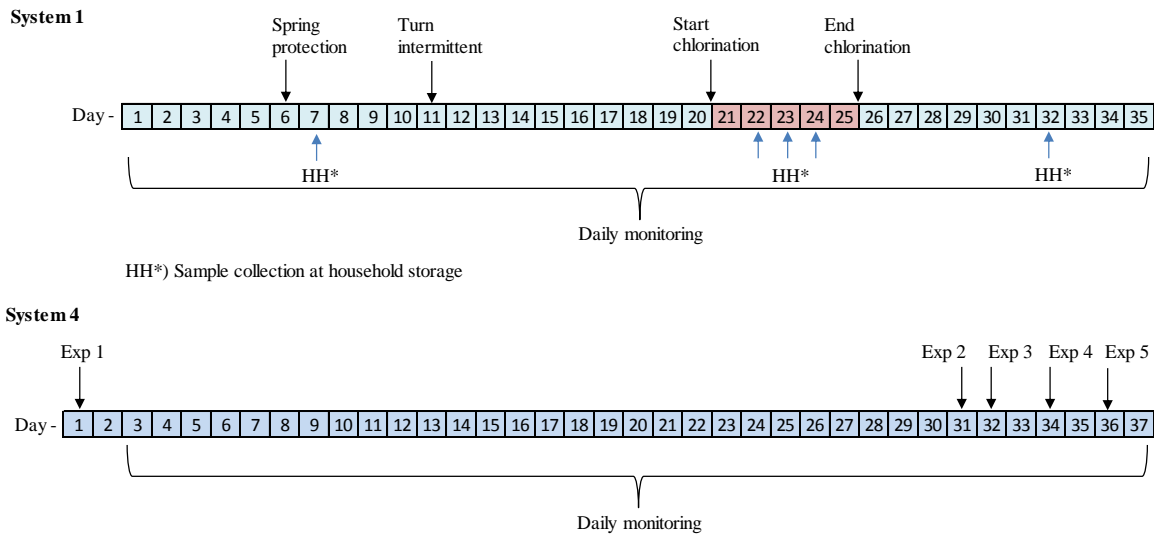 System 1
Spring protection
Turn intermittent
Start chlorination
End chlorination
Day - 1 2 3 4 5 6 7 8 9 10 11 12 13 14 15 16 17 18 19 20 21 22 23 24 25 26 27 28 29 30 31 32 33 34 35
HH* HH* HH*
Daily monitoring
HH*) Sample collection at household storage
System 4
Exp 1 Exp 2 Exp 3 Exp 4 Exp 5
Day - 1 2 3 4 5 6 7 8 9 10 11 12 13 14 15 16 17 18 19 20 21 22 23 24 25 26 27 28 29 30 31 32 33 34 35 36 37
Daily monitoring